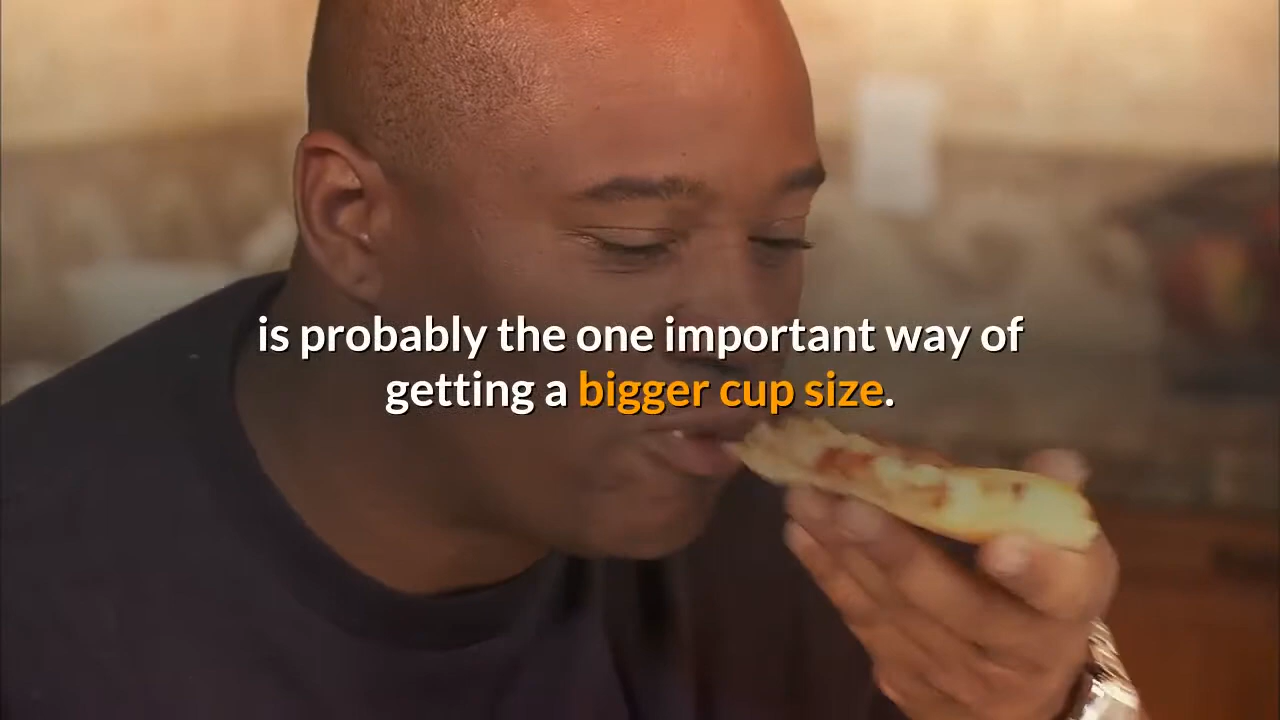 is probably the one important way of
getting a bigger cup size.